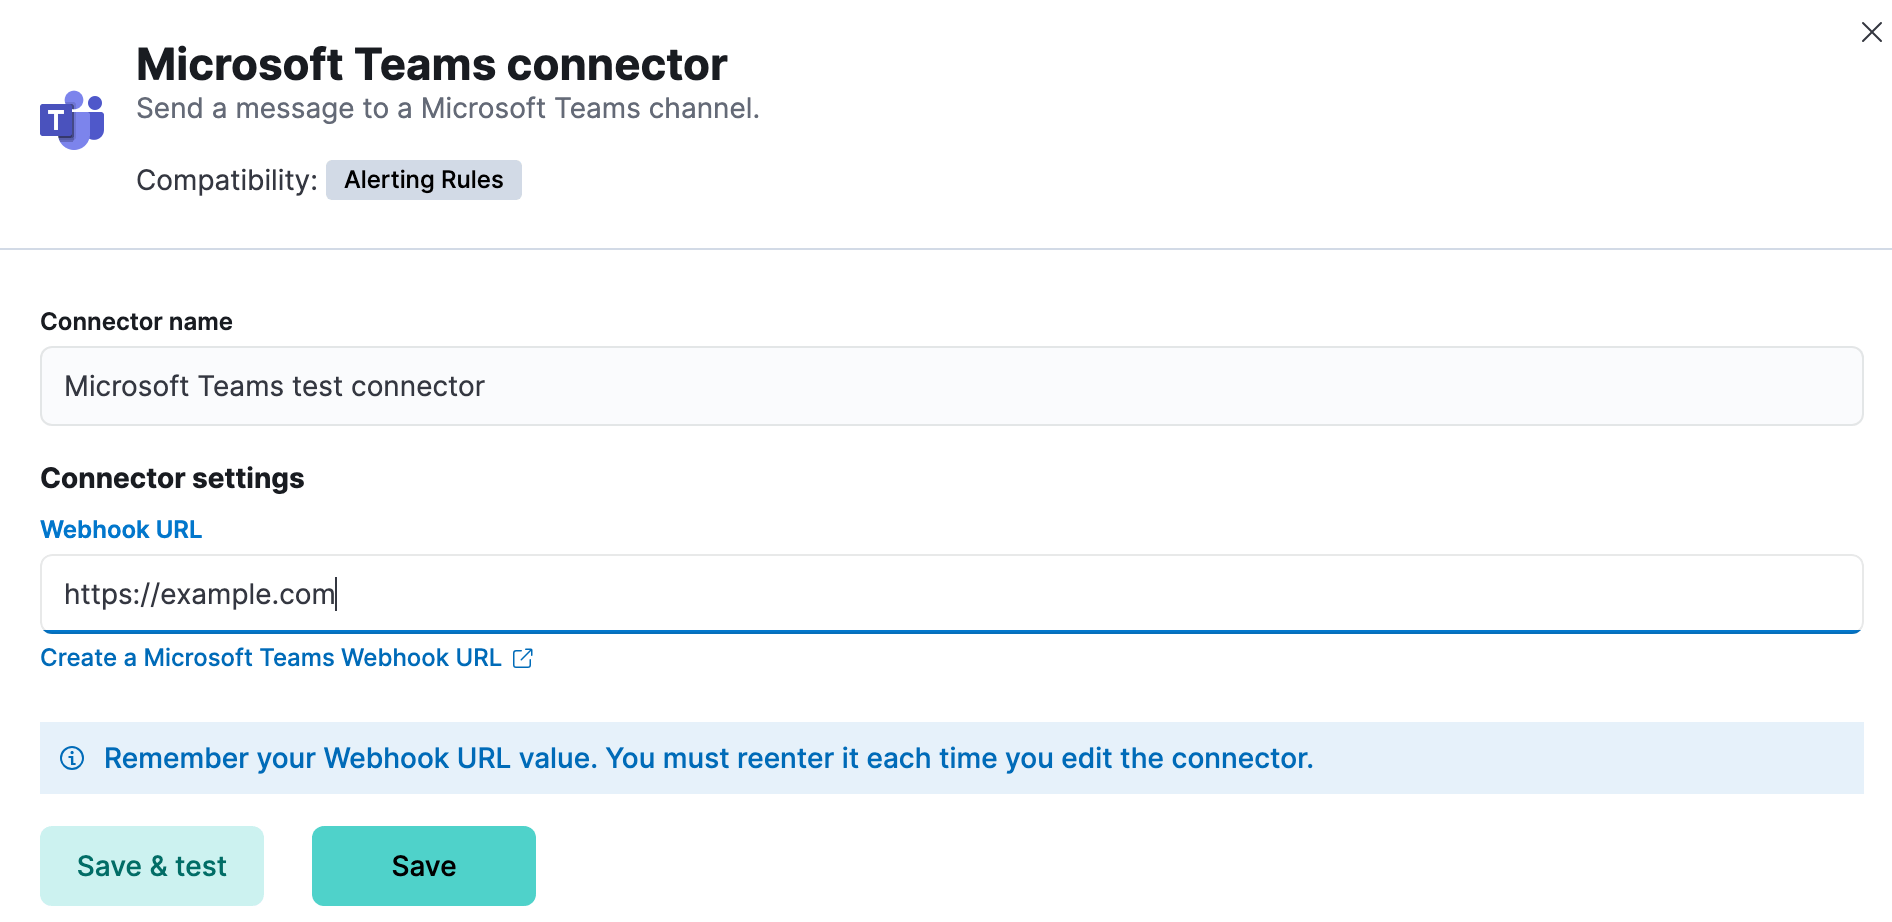 Microsoft Teams connector
Send a message to a Microsoft Teams channel.
T
Compatibility: Alerting Rules
Connector name
Microsoft Teams test connector
Connector settings
Webhook URL
https://example.com
Create a Microsoft Teams Webhook URL
Remember your Webhook URL value. You must reenter it each time you edit the connector.
Save & test Save